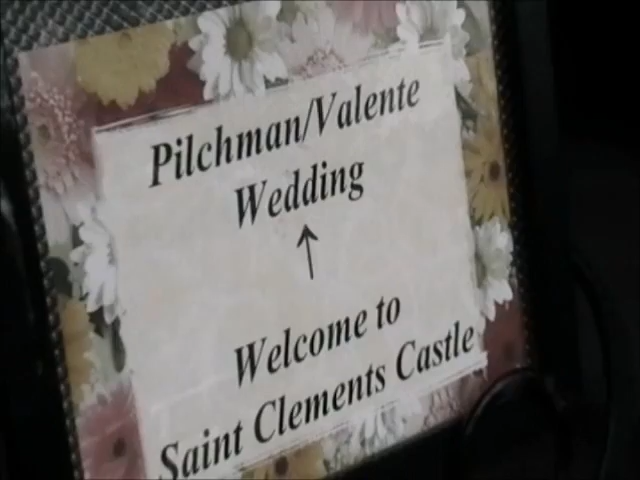 Pilchman/Valente
Wedding
↑
Welcome to
Saint Clements Castle